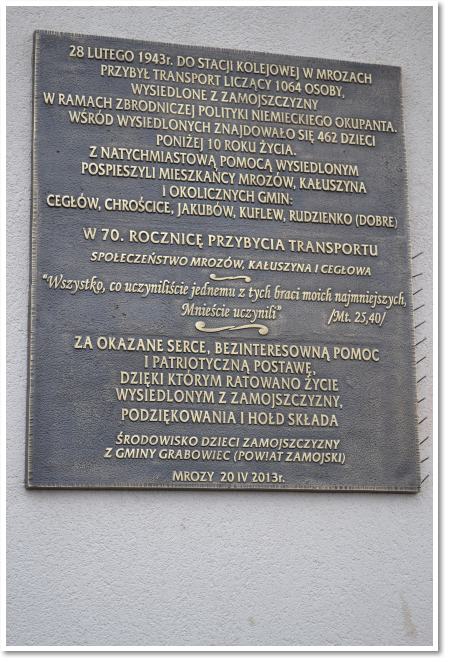 28 LUTEGO 1943r. DO STACJI KOLEJOWEJ W MROZACH
PRZYBYŁ TRANSPORT LICZĄCY 1064 OSOBY,
WYSIEDLONE Z ZAMOJSZCZYZNY
W RAMACH ZBRODNICZEJ POLITYKI NIEMIECKIEGO OKUPANTA.
WŚRÓD WYSIEDLONYCH ZNAJDOWAŁO SIĘ 462 DZIECI
PONIŻEJ 10 ROKU ŻYCIA.
Z NATYCHMIASTOWĄ POMOCĄ WYSIEDLONYM
POSPIESZYLI MIESZKAŃCY MROZÓW, KAŁUSZYNA
I OKOLICZNYCH GMIN:
CEGŁÓW, CHROŚCICE, JAKUBÓW, KUFLEW, RUDZIENKO (DOBRE)
W 70. ROCZNICĘ PRZYBYCIA TRANSPORTU
SPOŁECZEŃSTWO MROZÓW, KAŁUSZYNA I CEGŁOWA
"Wszystko, co uczyniliście jednemu z tych braci moich najmniejszych,
Mnieście uczynili" /Mt. 25,40/
ZA OKAZANE SERCE, BEZINTERESOWNĄ POMOC
I PATRIOTYCZNĄ POSTAWĘ,
DZIĘKI KTÓRYM RATOWANO ŻYCIE
WYSIEDLONYM Z ZAMOJSZCZYZNY,
PODZIĘKOWANIA I HOŁD SKŁADA
ŚRODOWISKO DZIECI ZAMOJSZCZYZNY
Z GMINY GRABOWIEC (POWIAT ZAMOJSKI)
MROZY 20 IV 2013r.